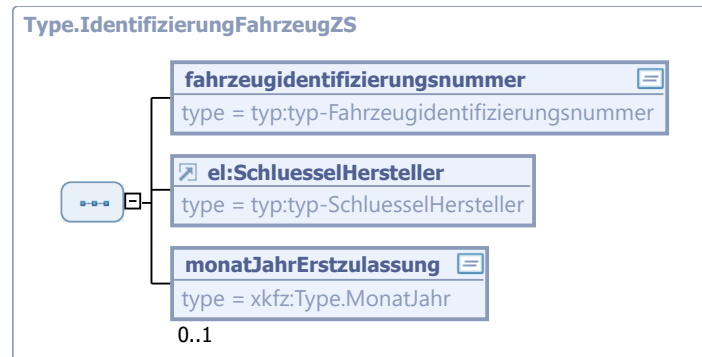 Type.IdentifizierungFahrzeugZS
fahrzeugidentifizierungsnummer
type = typ:typ-Fahrzeugidentifizierungsnummer
el:SchluesselHersteller
type = typ:typ-SchluesselHersteller
monatJahrErstzulassung
type = xkfz:Type.MonatJahr
0..1